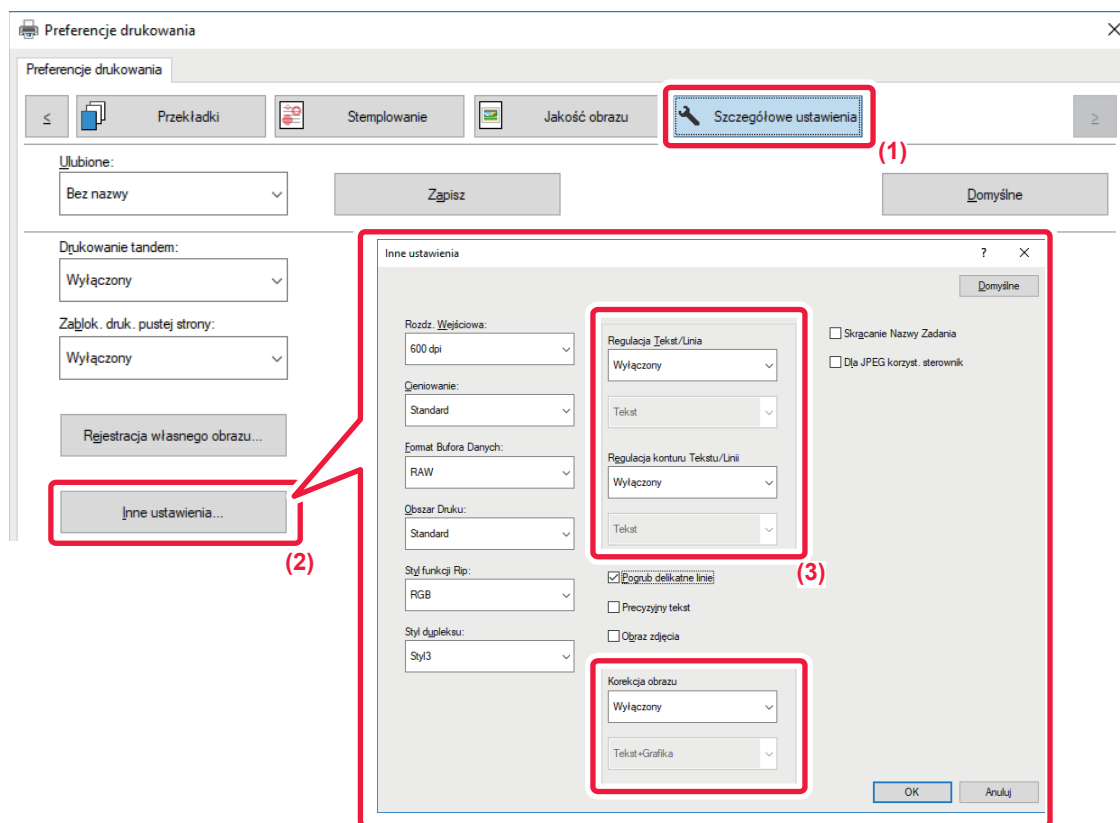 Preferencje drukowania
Preferencje drukowania
<
Przekładki
Stemplowanie
Jakość obrazu
Szczegółowe ustawienia
>
(1)
Ulubione:
Bez nazwy
Zapisz
Domyślne
Drukowanie tandem:
Wyłączony
Zablok. druk. pustej strony:
Wyłączony
Rejestracja własnego obrazu...
Inne ustawienia...
(2)
Inne ustawienia
?
Domyślne
Rozdz. Wejściowa:
600 dpi
Cieniowanie:
Standard
Format Bufora Danych:
RAW
Obszar Druku:
Standard
Styl funkcji Rip:
RGB
Styl dupleksu:
Styl3
Regulacja Tekst/Linia
Wyłączony
Tekst
Regulacja konturu Tekstu/Linii
Wyłączony
Tekst
(3)
Pogrub delikatne linie
Precyzyjny tekst
Obraz zdjęcia
Korekcja obrazu
Wyłączony
Tekst+Grafika
Skracanie Nazwy Zadania
Dla JPEG korzyst. sterownik
OK
Anuluj